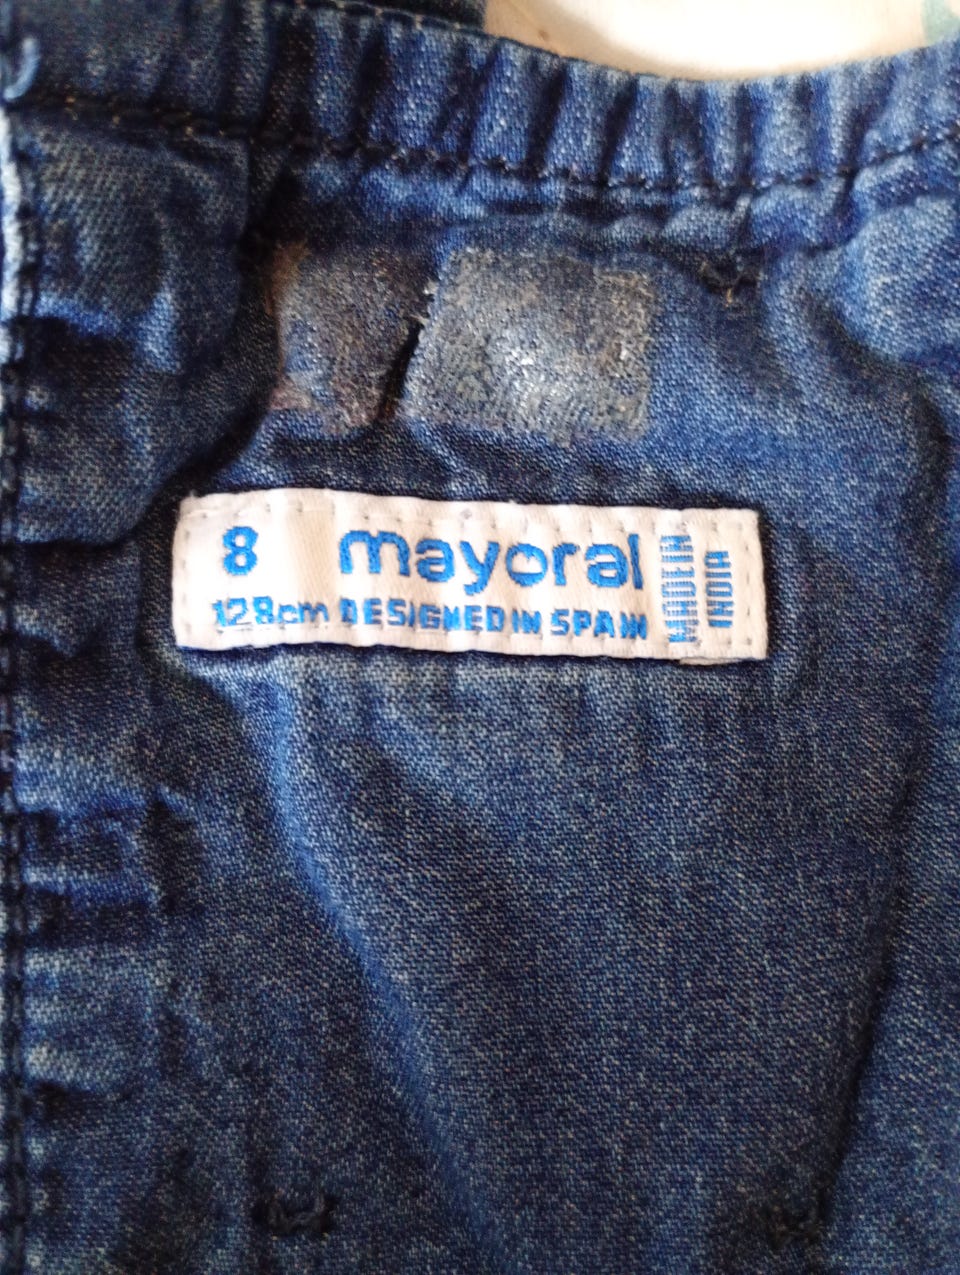 8 mayoral
128cm DESIGNED IN SPAIN
MADE IN
INDIA